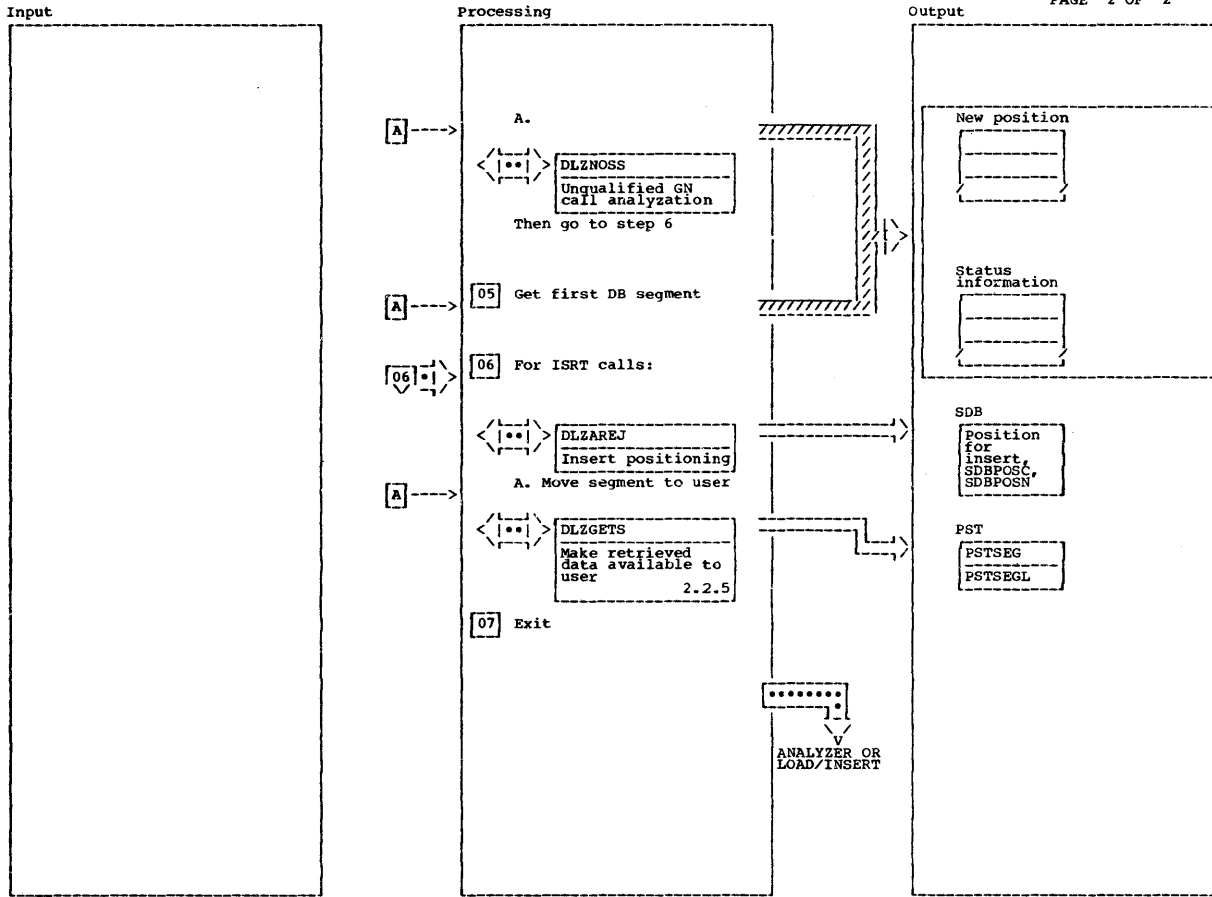 PAGE 2 OF 2
Input
Processing
Output
A
A.
DLZNOSS
Unqualified GN
call analyzation
Then go to step 6
New position
A
05 Get first DB segment
Status
information
06
06 For ISRT calls:
DLZAREJ
Insert positioning
SDB
Position
for
insert,
SDBPOSC,
SDBPOSN
A
A. Move segment to user
DLZGETS
Make retrieved
data available to
user
2.2.5
PST
PSTSEG
PSTSEGL
07 Exit
ANALYZER OR
LOAD/INSERT